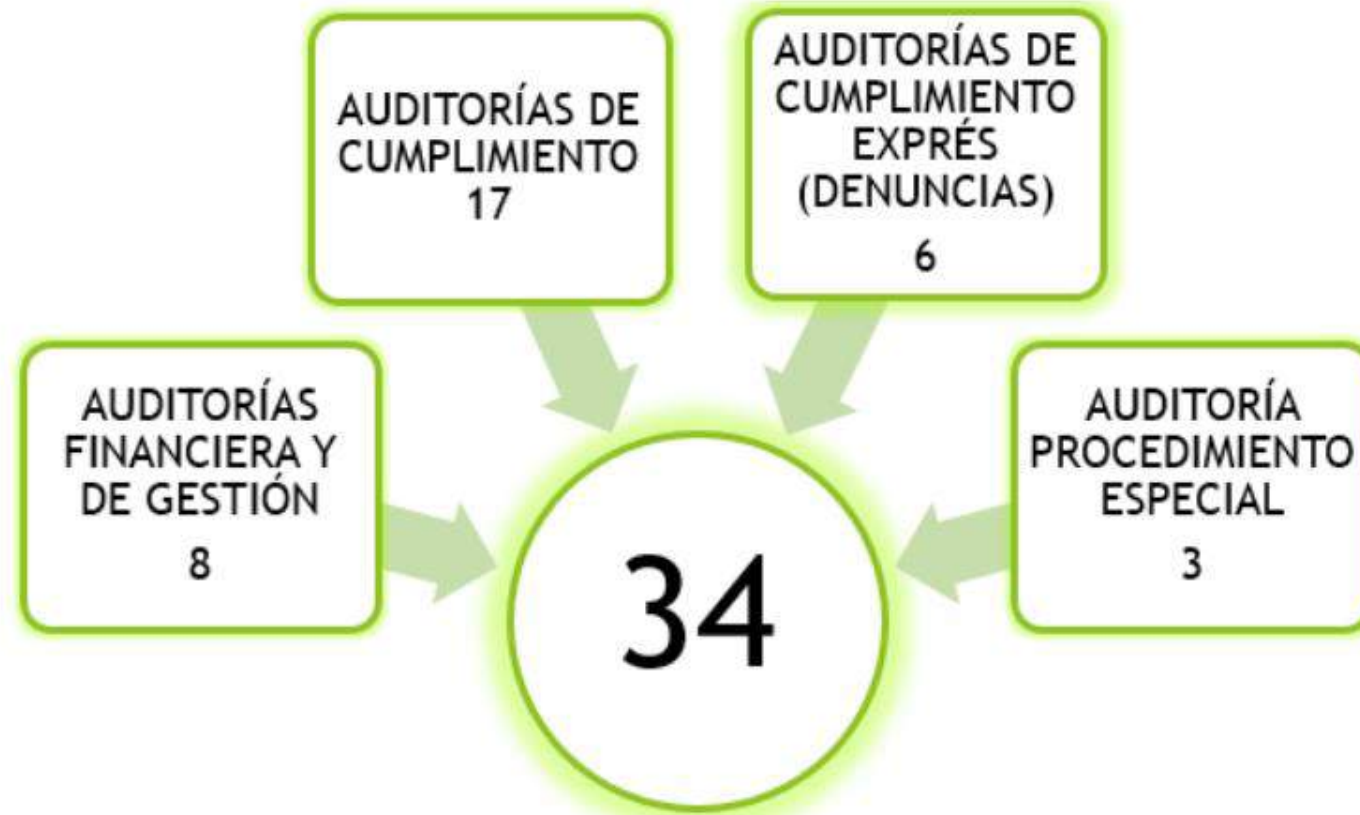 AUDITORÍAS
FINANCIERA Y
DE GESTIÓN
8
AUDITORÍAS DE
CUMPLIMIENTO
17
AUDITORÍAS DE
CUMPLIMIENTO
EXPRÉS
(DENUNCIAS)
6
AUDITORÍA
PROCEDIMIENTO
ESPECIAL
3
34